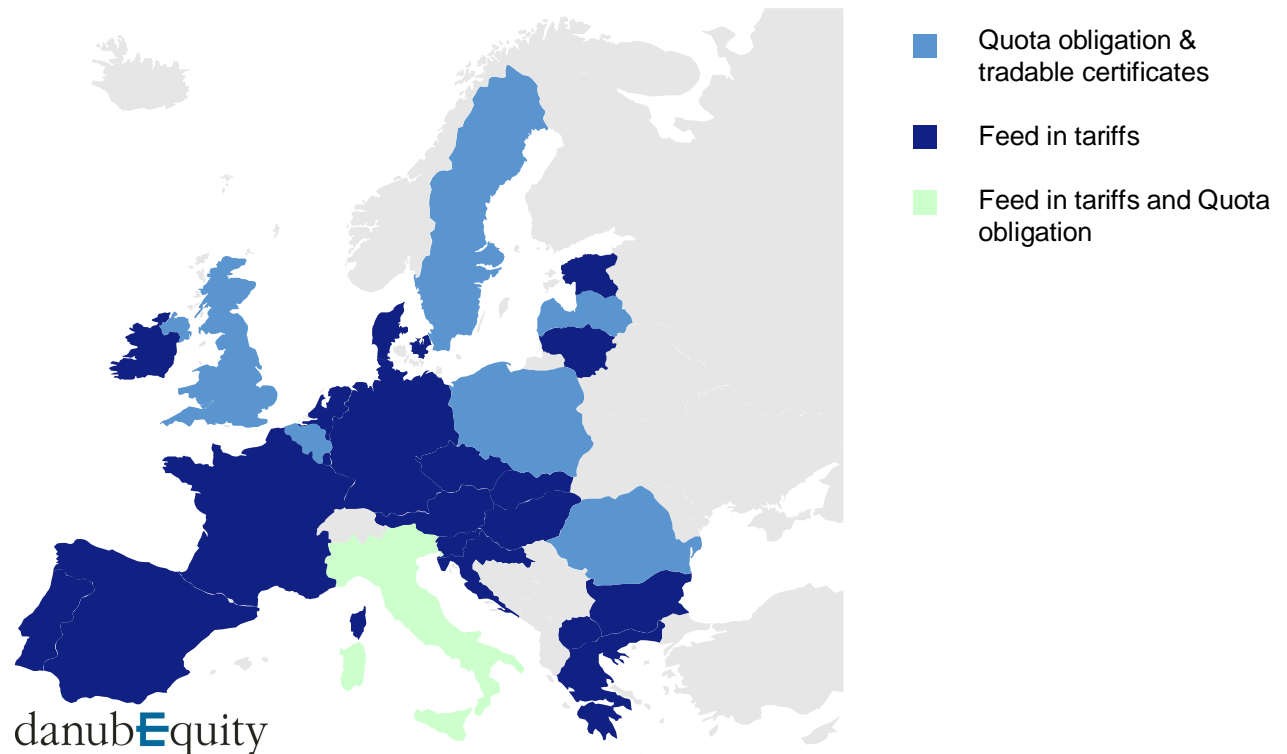 Quota obligation &
tradable certificates
Feed in tariffs
Feed in tariffs and Quota
obligation
danubEquity